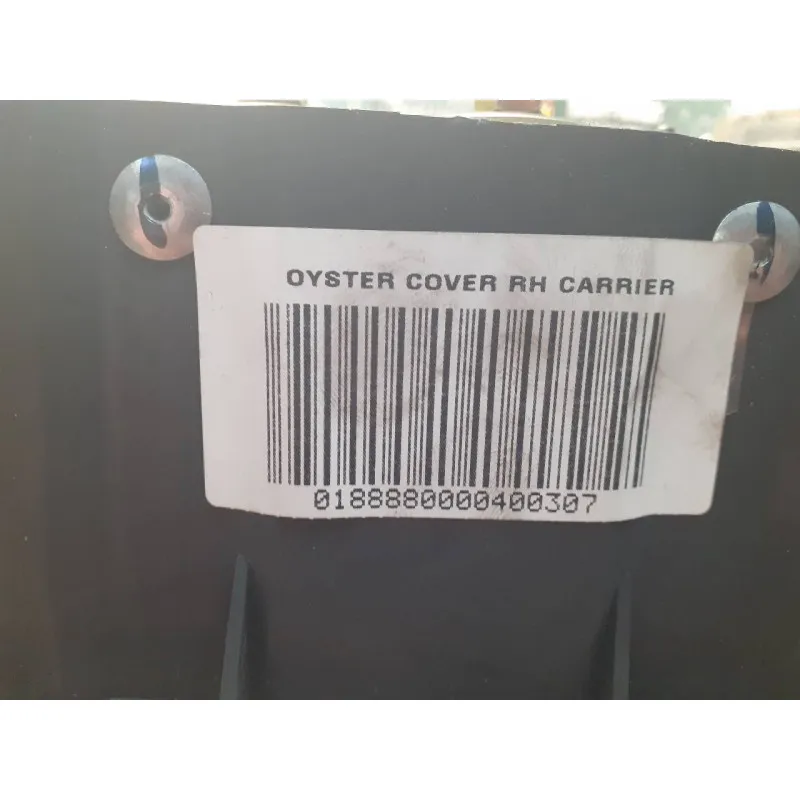 OYSTER COVER RH CARRIER
0188880000400307